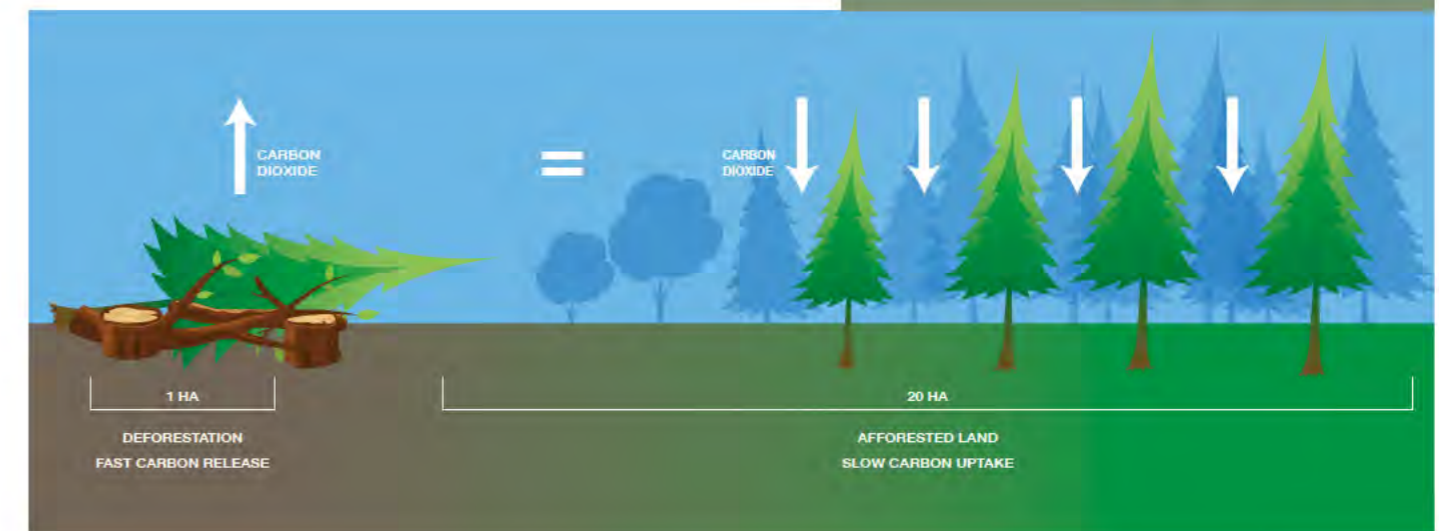 CARBON
DIOXIDE
=
CARBON
DIOXIDE
1 HA
20 HA
DEFORESTATION
FAST CARBON RELEASE
AFFORESTED LAND
SLOW CARBON UPTAKE